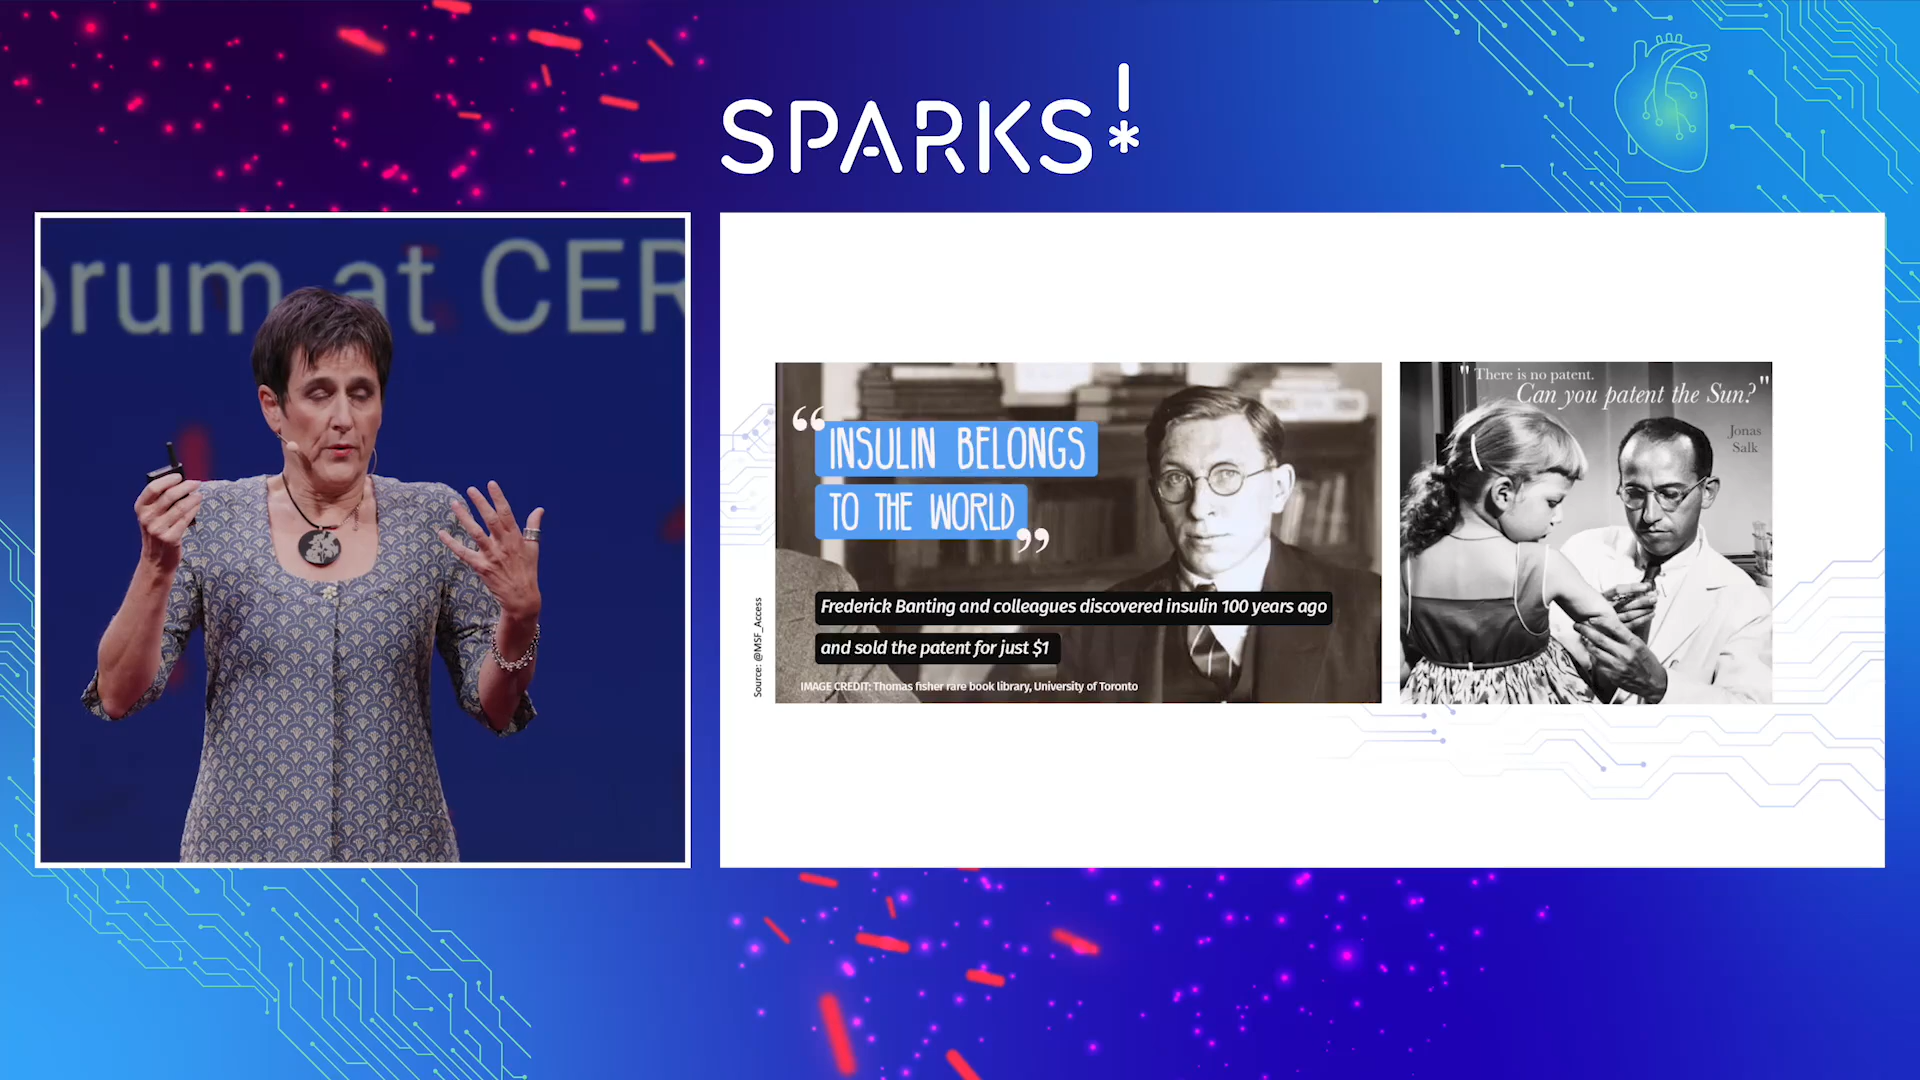 SPARKS!
orum at CER
“INSULIN BELONGS
TO THE WORLD”
Frederick Banting and colleagues discovered insulin 100 years ago
and sold the patent for just $1
IMAGE CREDIT: Thomas fisher rare book library, University of Toronto
Source: @MSF_Access
"There is no patent.
Can you patent the Sun?"
Jonas
Salk